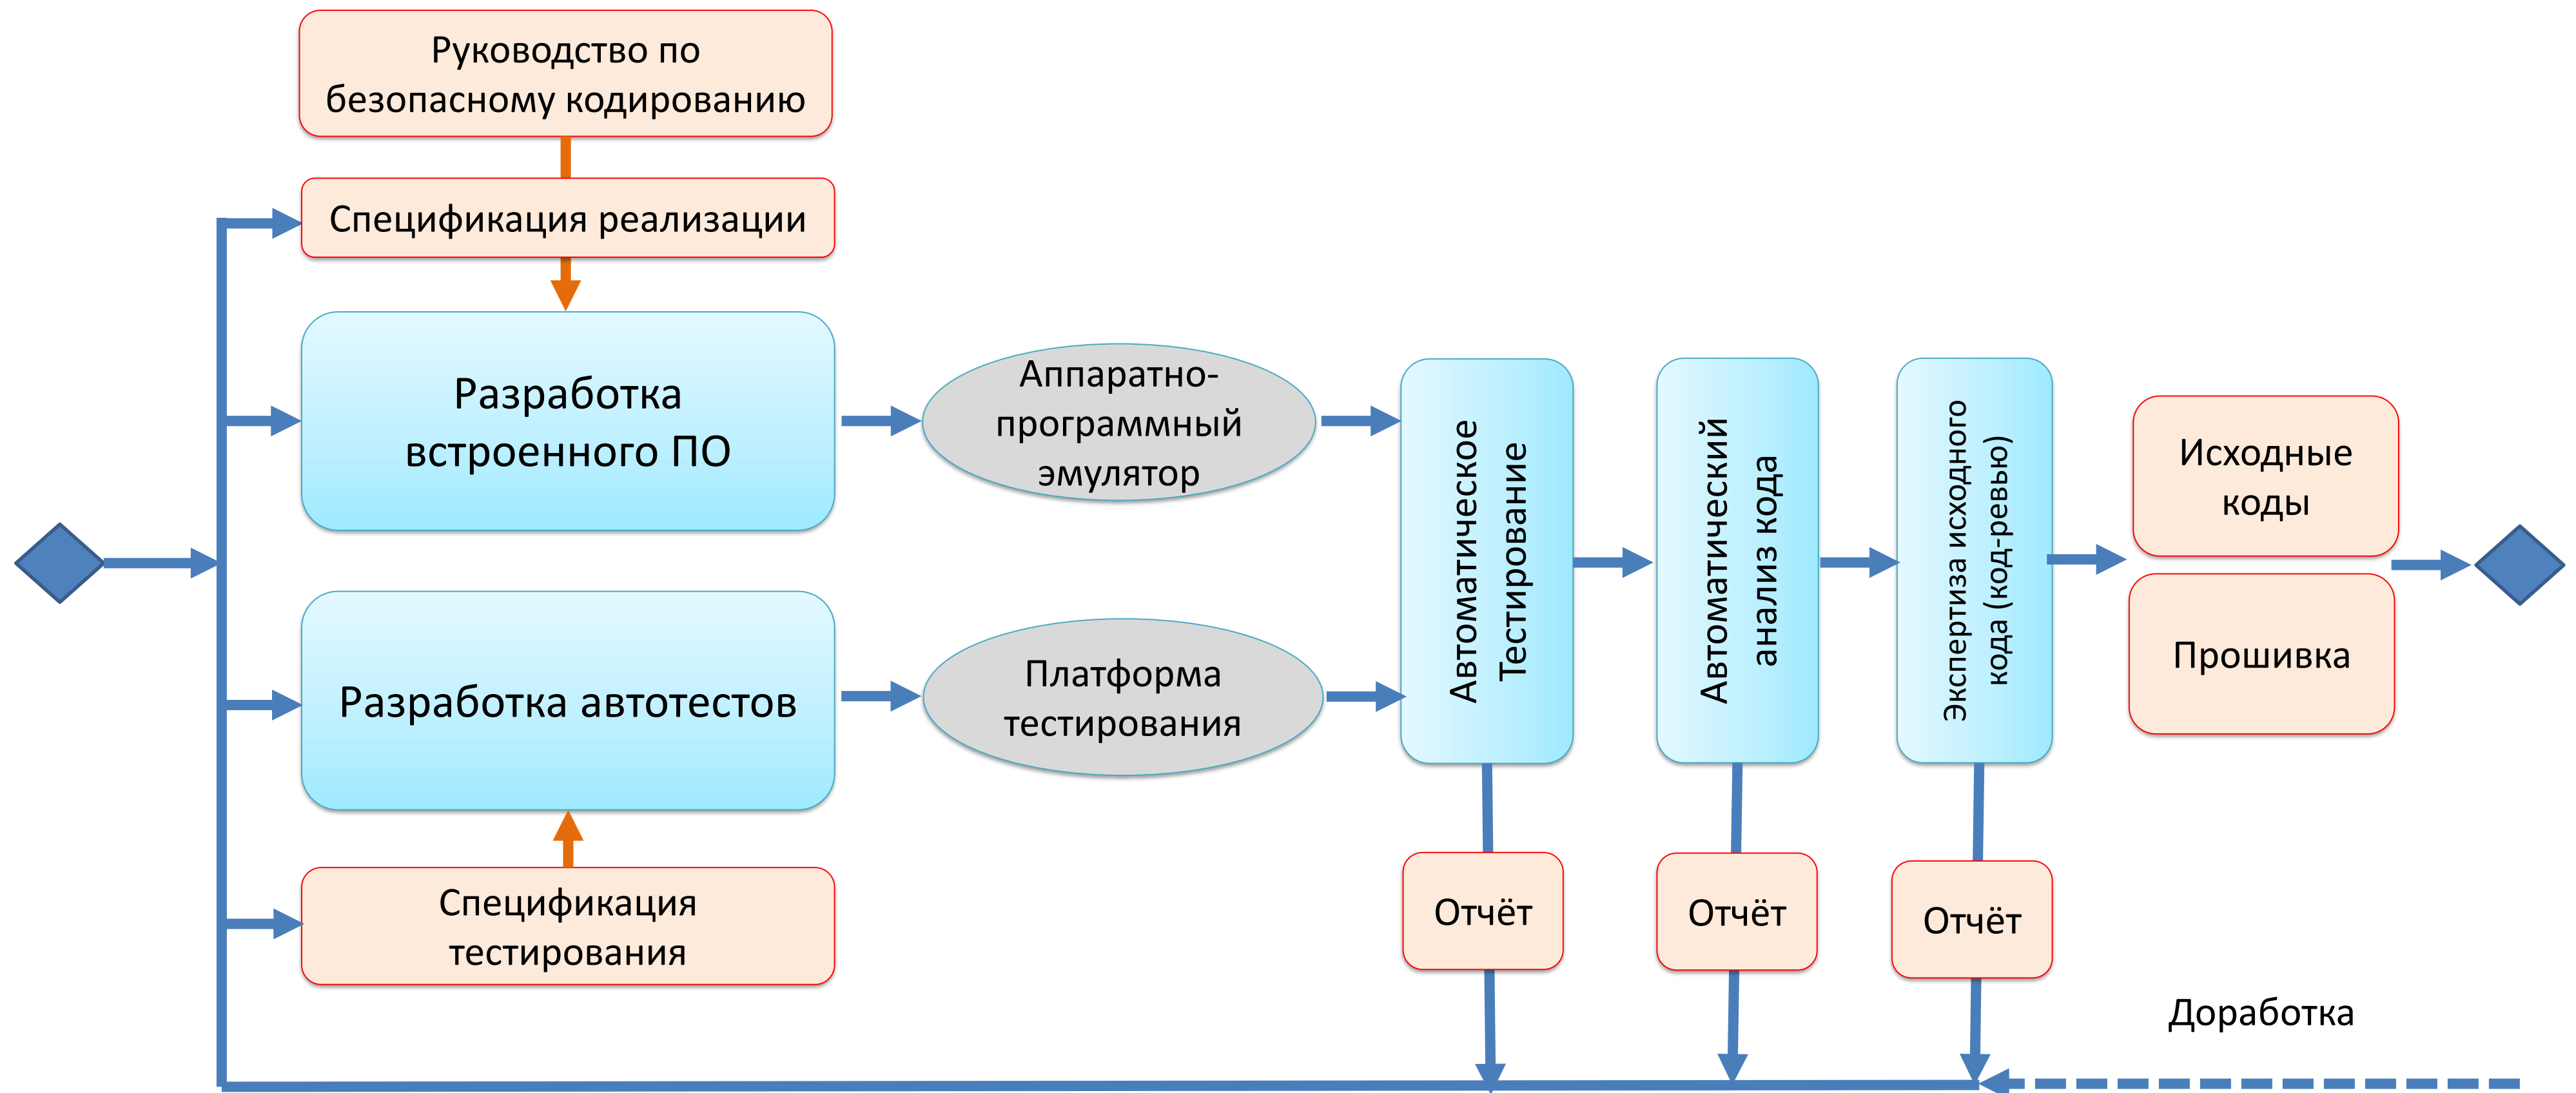 Руководство по
безопасному кодированию
Спецификация реализации
Разработка
встроенного ПО
Аппаратно-
программный
эмулятор
Разработка автотестов
Платформа
тестирования
Спецификация
тестирования
Автоматическое
Тестирование
Автоматический
анализ кода
Экспертиза исходного
кода (код-ревью)
Исходные
коды
Прошивка
Отчёт
Отчёт
Отчёт
Доработка